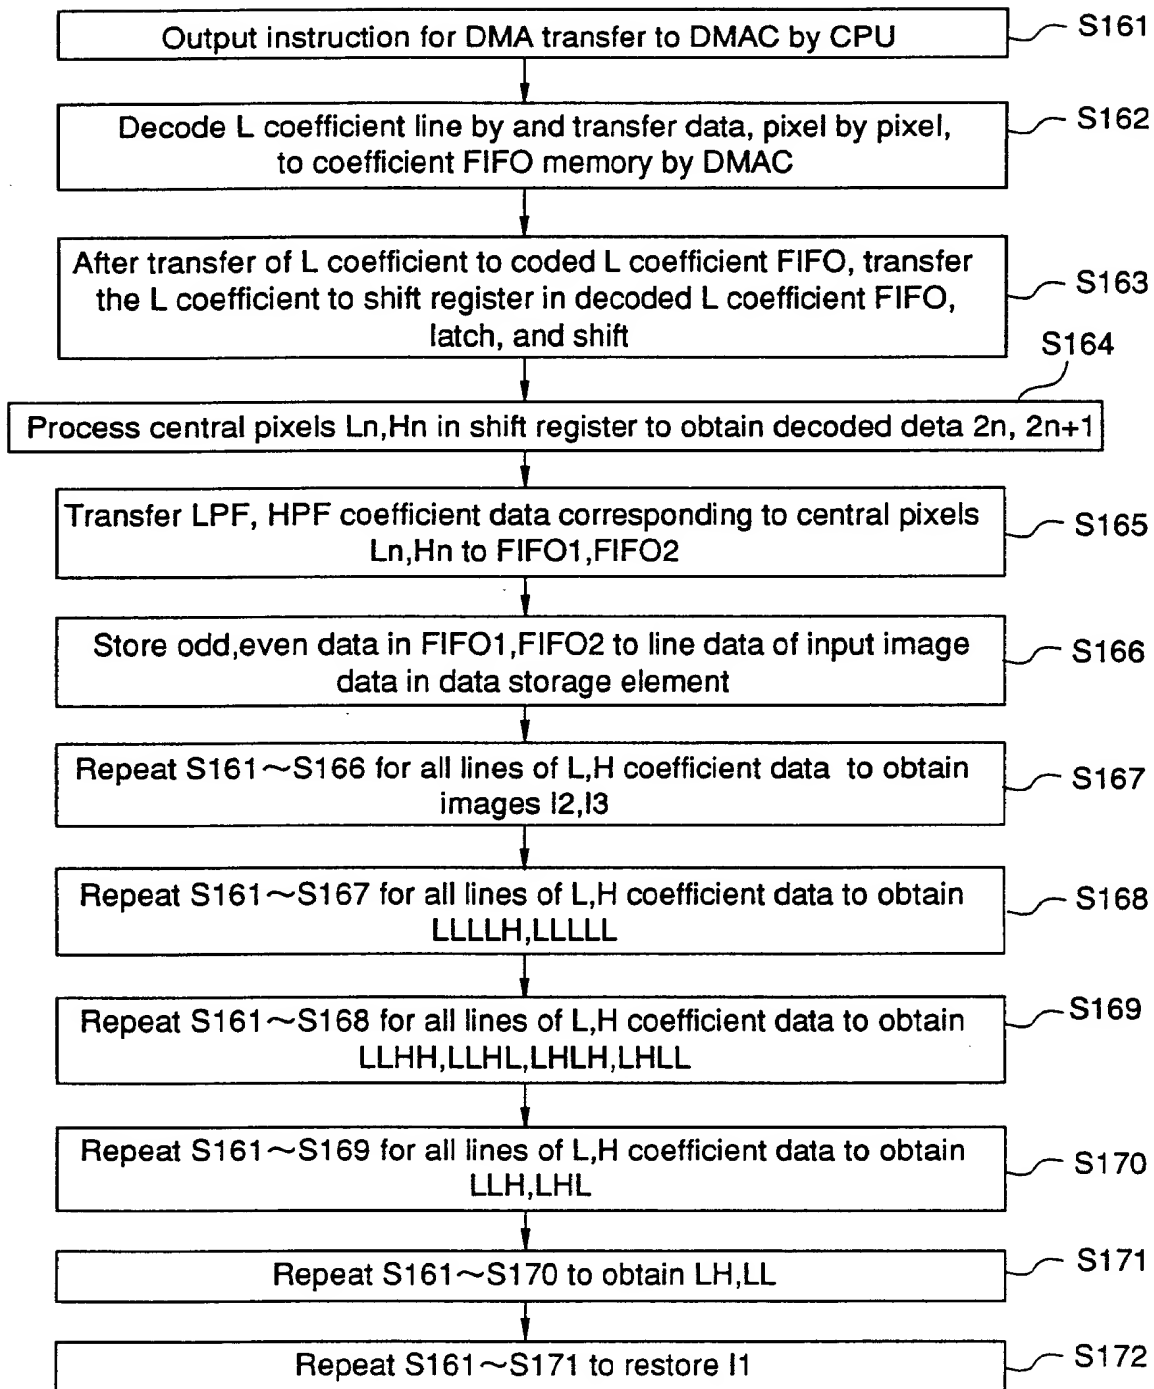 Output instruction for DMA transfer to DMAC by CPU
S161
Decode L coefficient line by and transfer data, pixel by pixel,
to coefficient FIFO memory by DMAC
S162
After transfer of L coefficient to coded L coefficient FIFO, transfer
the L coefficient to shift register in decoded L coefficient FIFO,
latch, and shift
S163
S164
Process central pixels Ln,Hn in shift register to obtain decoded deta 2n, 2n+1
Transfer LPF, HPF coefficient data corresponding to central pixels
Ln,Hn to FIFO1,FIFO2
S165
Store odd,even data in FIFO1,FIFO2 to line data of input image
data in data storage element
S166
Repeat S161~S166 for all lines of L,H coefficient data to obtain
images I2,I3
S167
Repeat S161~S167 for all lines of L,H coefficient data to obtain
LLLLH,LLLLL
S168
Repeat S161~S168 for all lines of L,H coefficient data to obtain
LLHH,LLHL,LHLH,LHLL
S169
Repeat S161~S169 for all lines of L,H coefficient data to obtain
LLH,LHL
S170
Repeat S161~S170 to obtain LH,LL
S171
Repeat S161~S171 to restore I1
S172